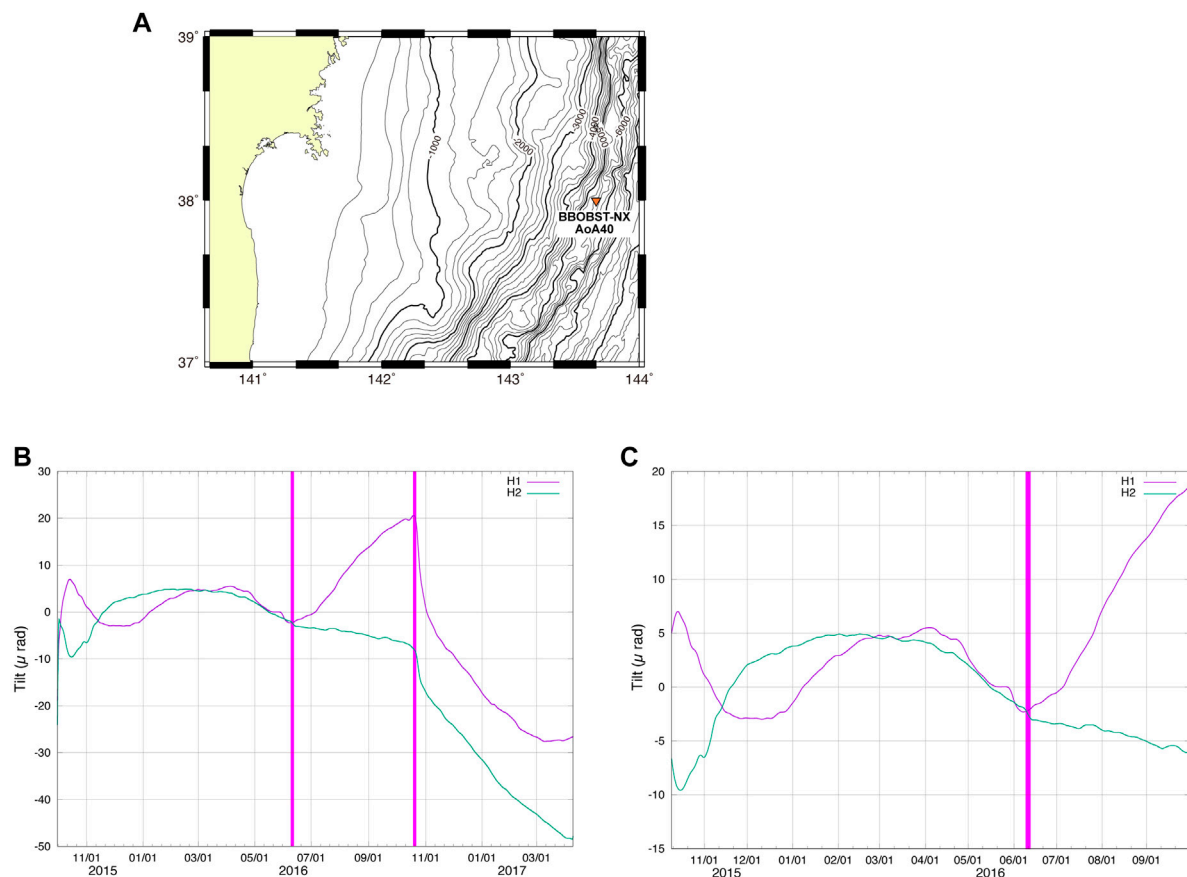 A
39°
38°
37°
141°
142°
143°
144°
-1000
-2000
-3000
-4000
-5000
-6000
BBOBST-NX
AoA40
B
Tilt (μ rad)
30
20
10
0
-10
-20
-30
-40
-50
H1
H2
11/01 01/01 03/01 05/01 07/01 09/01 11/01 01/01 03/01
2015 2016 2017
C
Tilt (μ rad)
20
15
10
5
0
-5
-10
-15
H1
H2
11/01 12/01 01/01 02/01 03/01 04/01 05/01 06/01 07/01 08/01 09/01
2015 2016